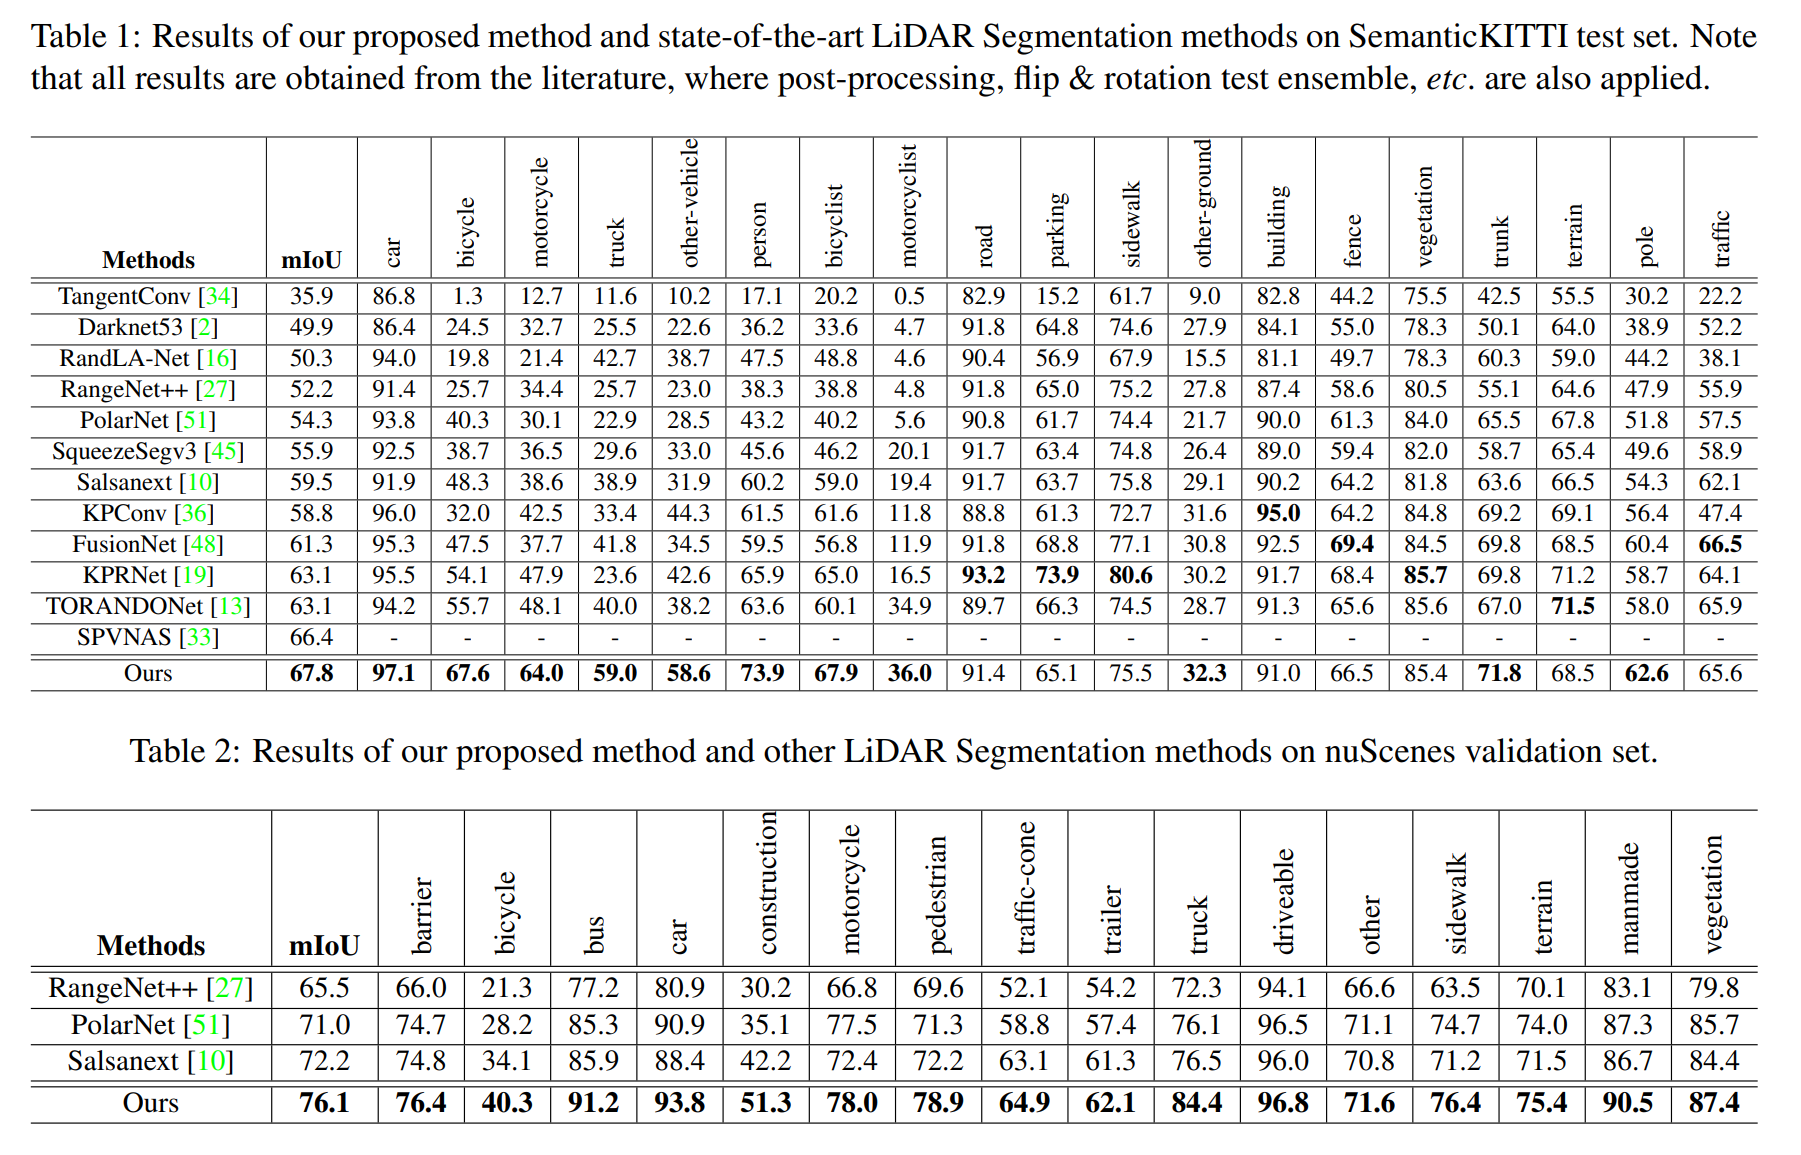 Table 1: Results of our proposed method and state-of-the-art LiDAR Segmentation methods on SemanticKITTI test set. Note
that all results are obtained from the literature, where post-processing, flip & rotation test ensemble, etc. are also applied.
Methods mIoU car bicycle motorcycle truck other-vehicle person bicyclist motorcyclist road parking sidewalk other-ground building fence vegetation trunk terrain pole traffic
TangentConv [34] 35.9 86.8 1.3 12.7 11.6 10.2 17.1 20.2 0.5 82.9 15.2 61.7 9.0 82.8 44.2 75.5 42.5 55.5 30.2 22.2
Darknet53 [2] 49.9 86.4 24.5 32.7 25.5 22.6 36.2 33.6 4.7 91.8 64.8 74.6 27.9 84.1 55.0 78.3 50.1 64.0 38.9 52.2
RandLA-Net [16] 50.3 94.0 19.8 21.4 42.7 38.7 47.5 48.8 4.6 90.4 56.9 67.9 15.5 81.1 49.7 78.3 60.3 59.0 44.2 38.1
RangeNet++ [27] 52.2 91.4 25.7 34.4 25.7 23.0 38.3 38.8 4.8 91.8 65.0 75.2 27.8 87.4 58.6 80.5 55.1 64.6 47.9 55.9
PolarNet [51] 54.3 93.8 40.3 30.1 22.9 28.5 43.2 40.2 5.6 90.8 61.7 74.4 21.7 90.0 61.3 84.0 65.5 67.8 51.8 57.5
SqueezeSegv3 [45] 55.9 92.5 38.7 36.5 29.6 33.0 45.6 46.2 20.1 91.7 63.4 74.8 26.4 89.0 59.4 82.0 58.7 65.4 49.6 58.9
Salsanext [10] 59.5 91.9 48.3 38.6 38.9 31.9 60.2 59.0 19.4 91.7 63.7 75.8 29.1 90.2 64.2 81.8 63.6 66.5 54.3 62.1
KPConv [36] 58.8 96.0 32.0 42.5 33.4 44.3 61.5 61.6 11.8 88.8 61.3 72.7 31.6 95.0 64.2 84.8 69.2 69.1 56.4 47.4
FusionNet [48] 61.3 95.3 47.5 37.7 41.8 34.5 59.5 56.8 11.9 91.8 68.8 77.1 30.8 92.5 69.4 84.5 69.8 68.5 60.4 66.5
KPRNet [19] 63.1 95.5 54.1 47.9 23.6 42.6 65.9 65.0 16.5 93.2 73.9 80.6 30.2 91.7 68.4 85.7 69.8 71.2 58.7 64.1
TORANDONet [13] 63.1 94.2 55.7 48.1 40.0 38.2 63.6 60.1 34.9 89.7 66.3 74.5 28.7 91.3 65.6 85.6 67.0 71.5 58.0 65.9
SPVNAS [33] 66.4 - - - - - - - - - - - - - - - - - - -
Ours 67.8 97.1 67.6 64.0 59.0 58.6 73.9 67.9 36.0 91.4 65.1 75.5 32.3 91.0 66.5 85.4 71.8 68.5 62.6 65.6
Table 2: Results of our proposed method and other LiDAR Segmentation methods on nuScenes validation set.
Methods mIoU barrier bicycle bus car construction motorcycle pedestrian traffic-cone trailer truck driveable other sidewalk terrain manmade vegetation
RangeNet++ [27] 65.5 66.0 21.3 77.2 80.9 30.2 66.8 69.6 52.1 54.2 72.3 94.1 66.6 63.5 70.1 83.1 79.8
PolarNet [51] 71.0 74.7 28.2 85.3 90.9 35.1 77.5 71.3 58.8 57.4 76.1 96.5 71.1 74.7 74.0 87.3 85.7
Salsanext [10] 72.2 74.8 34.1 85.9 88.4 42.2 72.4 72.2 63.1 61.3 76.5 96.0 70.8 71.2 71.5 86.7 84.4
Ours 76.1 76.4 40.3 91.2 93.8 51.3 78.0 78.9 64.9 62.1 84.4 96.8 71.6 76.4 75.4 90.5 87.4